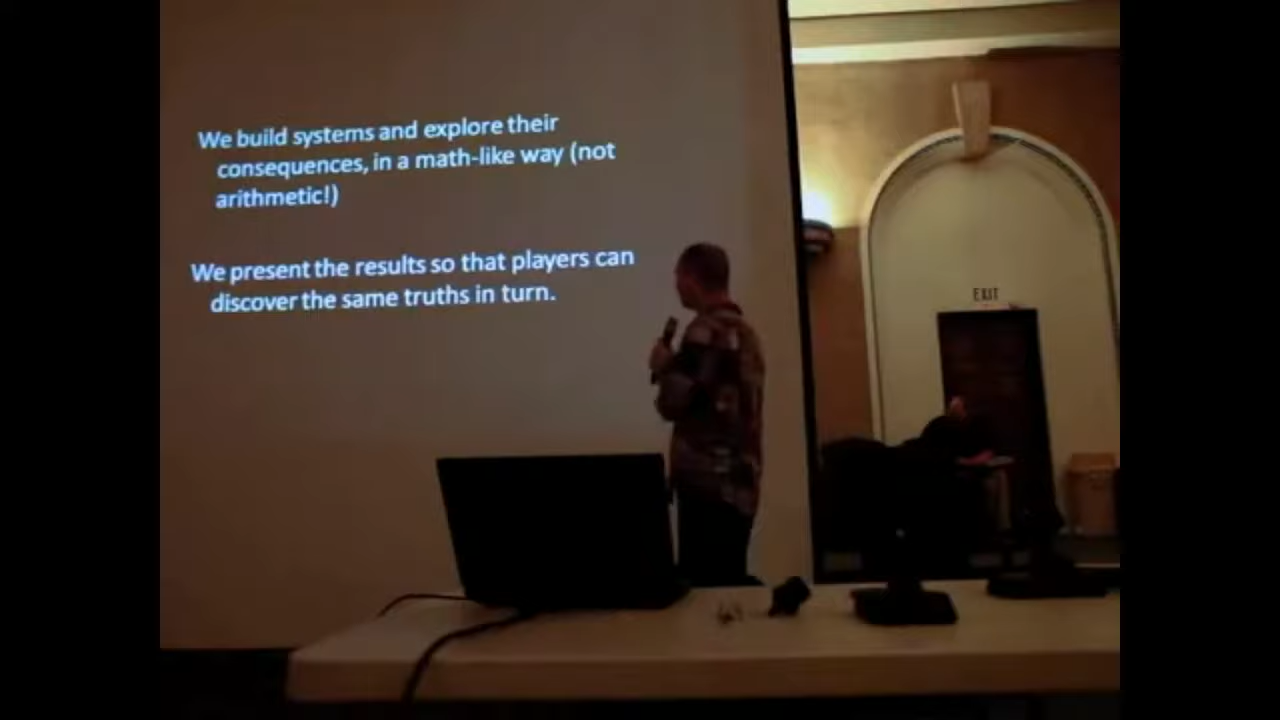 We build systems and explore their
consequences, in a math-like way (not
arithmetic!)
We present the results so that players can
discover the same truths in turn.
EXIT